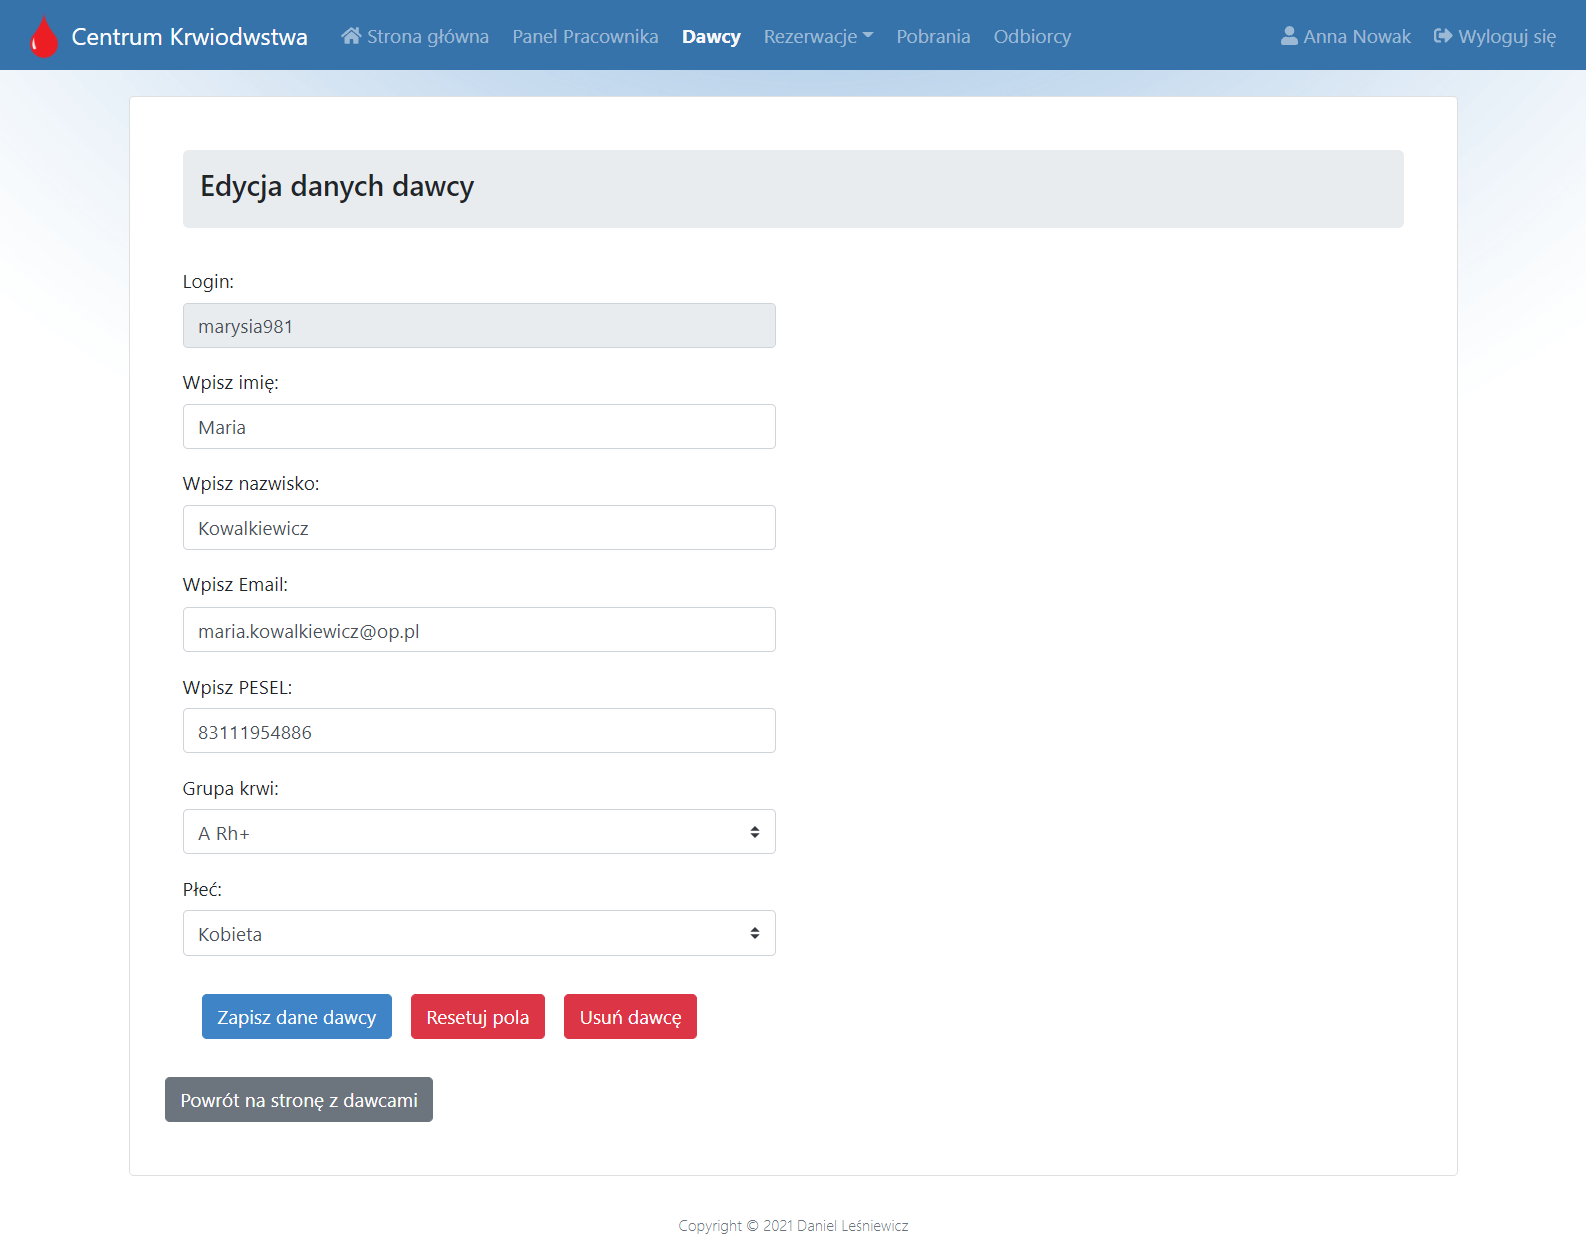 Centrum Krwiodwstwa Strona główna Panel Pracownika Dawcy Rezerwacje Pobrania Odbiorcy Anna Nowak Wyloguj się
Edycja danych dawcy
Login:
marysia981
Wpisz imię:
Maria
Wpisz nazwisko:
Kowalkiewicz
Wpisz Email:
maria.kowalkiewicz@op.pl
Wpisz PESEL:
83111954886
Grupa krwi:
A Rh+
Płeć:
Kobieta
Zapisz dane dawcy Resetuj pola Usuń dawcę
Powrót na stronę z dawcami
Copyright © 2021 Daniel Leśniewicz